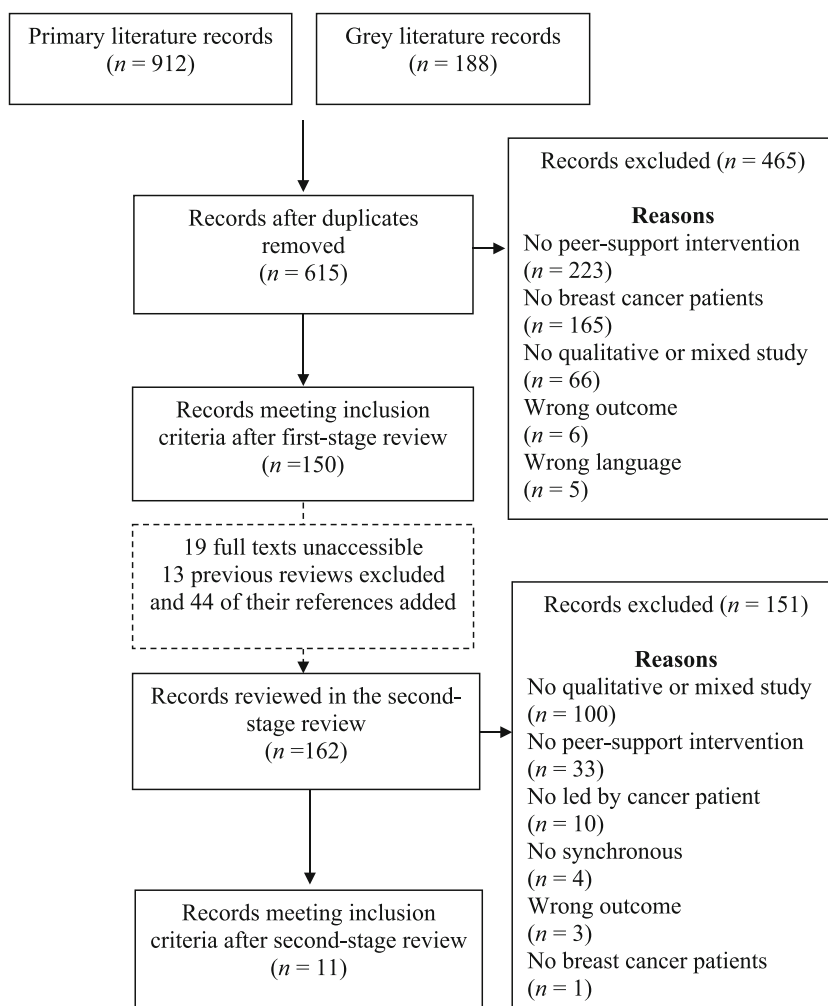 Primary literature records
(n = 912)
Grey literature records
(n = 188)
Records after duplicates
removed
(n = 615)
Records excluded (n = 465)
Reasons
No peer-support intervention
(n = 223)
No breast cancer patients
(n = 165)
No qualitative or mixed study
(n = 66)
Wrong outcome
(n = 6)
Wrong language
(n = 5)
Records meeting inclusion
criteria after first-stage review
(n =150)
19 full texts unaccessible
13 previous reviews excluded
and 44 of their references added
Records reviewed in the second-
stage review
(n =162)
Records excluded (n = 151)
Reasons
No qualitative or mixed study
(n = 100)
No peer-support intervention
(n = 33)
No led by cancer patient
(n = 10)
No synchronous
(n = 4)
Wrong outcome
(n = 3)
No breast cancer patients
(n = 1)
Records meeting inclusion
criteria after second-stage review
(n = 11)